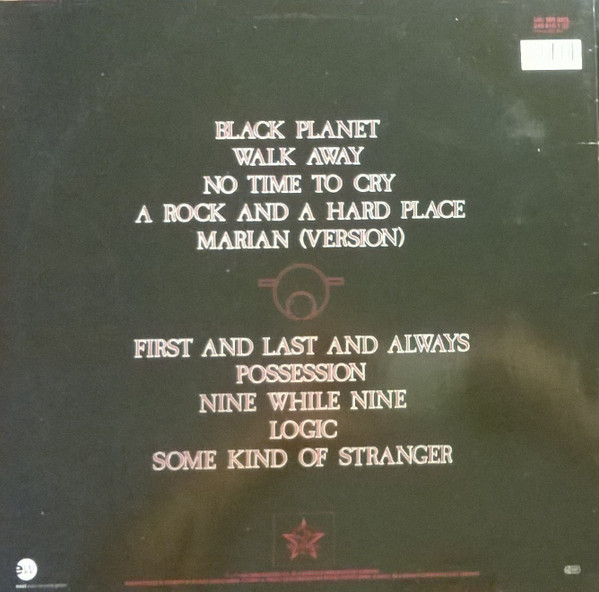 BLACK PLANET
WALK AWAY
NO TIME TO CRY
A ROCK AND A HARD PLACE
MARIAN (VERSION)
FIRST AND LAST AND ALWAYS
POSSESSION
NINE WHILE NINE
LOGIC
SOME KIND OF STRANGER